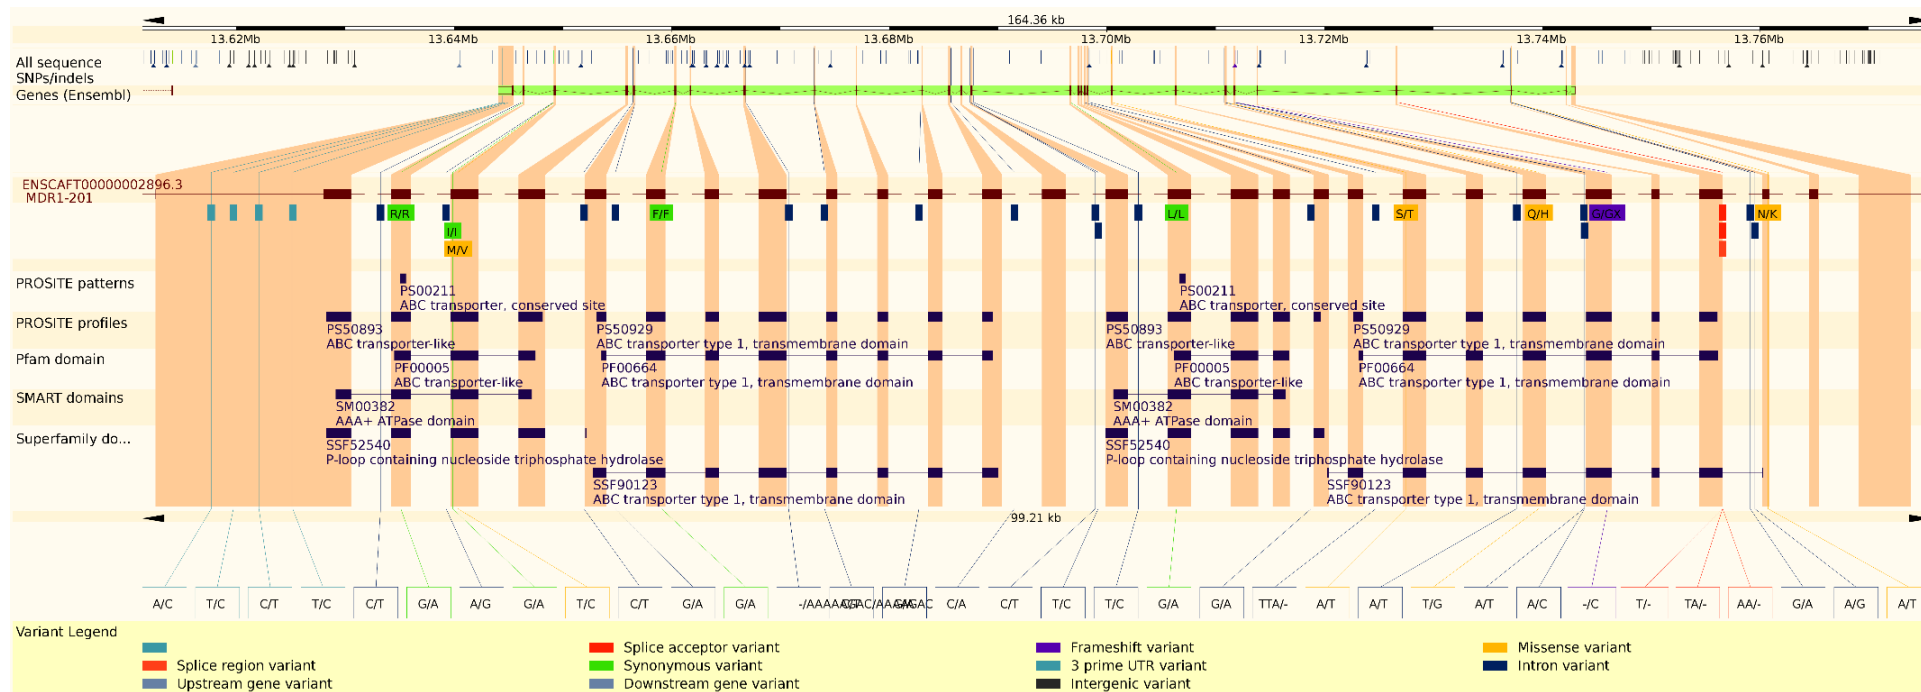 164.36 kb
13.62Mb 13.64Mb 13.66Mb 13.68Mb 13.70Mb 13.72Mb 13.74Mb 13.76Mb
All sequence
SNPs/indels
Genes (Ensembl)
ENSCAFT00000002896.3
MDR1-201
R/R F/F L/L S/T Q/H G/GX N/K
I/I
M/V
PROSITE patterns
PS00211 PS00211
ABC transporter, conserved site ABC transporter, conserved site
PROSITE profiles
PS50893 PS50929 PS50893 PS50929
ABC transporter-like ABC transporter type 1, transmembrane domain ABC transporter-like ABC transporter type 1, transmembrane domain
Pfam domain
PF00005 PF00664 PF00005 PF00664
ABC transporter-like ABC transporter type 1, transmembrane domain ABC transporter-like ABC transporter type 1, transmembrane domain
SMART domains
SM00382 SM00382
AAA+ ATPase domain AAA+ ATPase domain
Superfamily do...
SSF52540 SSF52540
P-loop containing nucleoside triphosphate hydrolase P-loop containing nucleoside triphosphate hydrolase
SSF90123 SSF90123
ABC transporter type 1, transmembrane domain ABC transporter type 1, transmembrane domain
99.21 kb
A/C T/C C/T T/C C/T G/A A/G G/A T/C C/T G/A G/A C/A C/T T/C T/C G/A G/A TTA/- A/T A/T T/G A/T A/C -/C T/- TA/- AA/- G/A A/G A/T
Variant Legend
Splice acceptor variant Frameshift variant Missense variant
Splice region variant Synonymous variant 3 prime UTR variant Intron variant
Upstream gene variant Downstream gene variant Intergenic variant